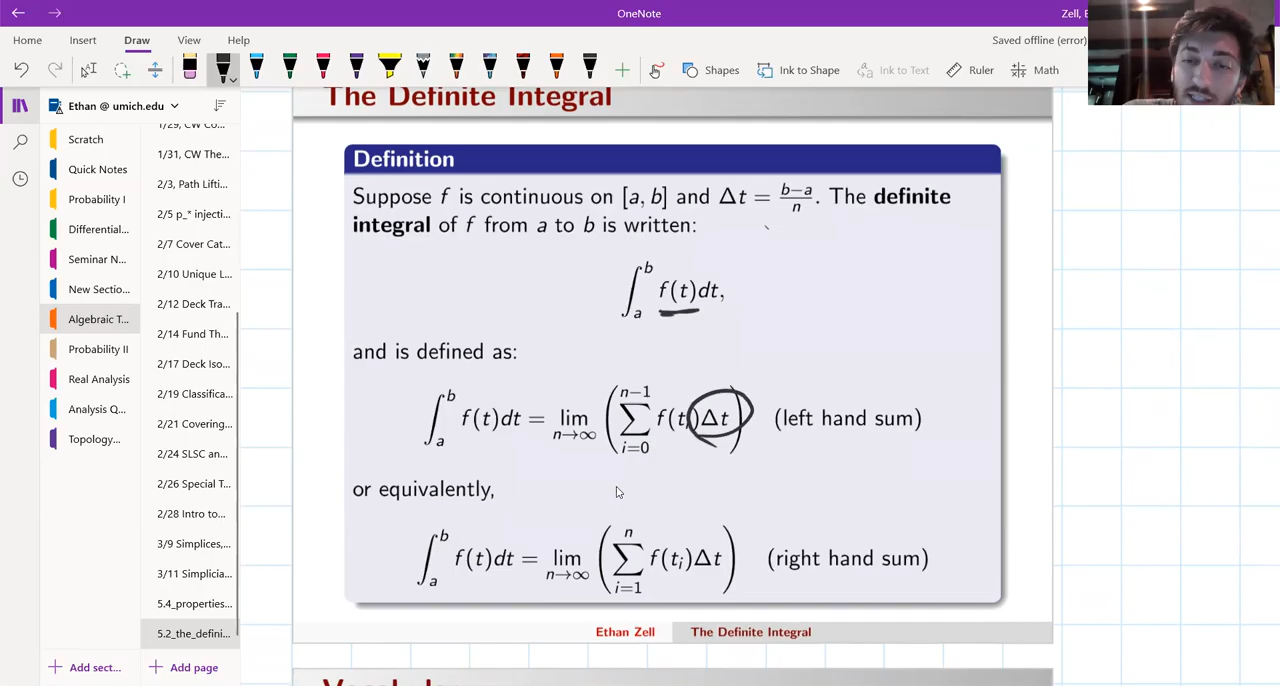 OneNote
Zell, E
Home Insert Draw View Help
Saved offline (error)
Shapes
Ink to Shape
Ink to Text
Ruler
Math
Ethan @ umich.edu
Scratch
Quick Notes
Probability I
Differential...
Seminar N...
New Sectio...
Algebraic T...
Probability II
Real Analysis
Analysis Q...
Topology...
Add sect...
1/29, CW Co...
1/31, CW The...
2/3, Path Lifti...
2/5 p_* injecti...
2/7 Cover Cat...
2/10 Unique L...
2/12 Deck Tra...
2/14 Fund Th...
2/17 Deck Iso...
2/19 Classifica...
2/21 Covering...
2/24 SLSC an...
2/26 Special T...
2/28 Intro to...
3/9 Simplices,...
3/11 Simplicia...
5.4_properties...
5.2_the_defini...
Add page
The Definite Integral
Definition
Suppose f is continuous on [a, b] and Δt = b−a/n. The definite
integral of f from a to b is written:
∫_a^b f(t)dt,
and is defined as:
∫_a^b f(t)dt = lim_{n→∞} (∑_{i=0}^{n−1} f(t_i)Δt) (left hand sum)
or equivalently,
∫_a^b f(t)dt = lim_{n→∞} (∑_{i=1}^{n} f(t_i)Δt) (right hand sum)
Ethan Zell The Definite Integral